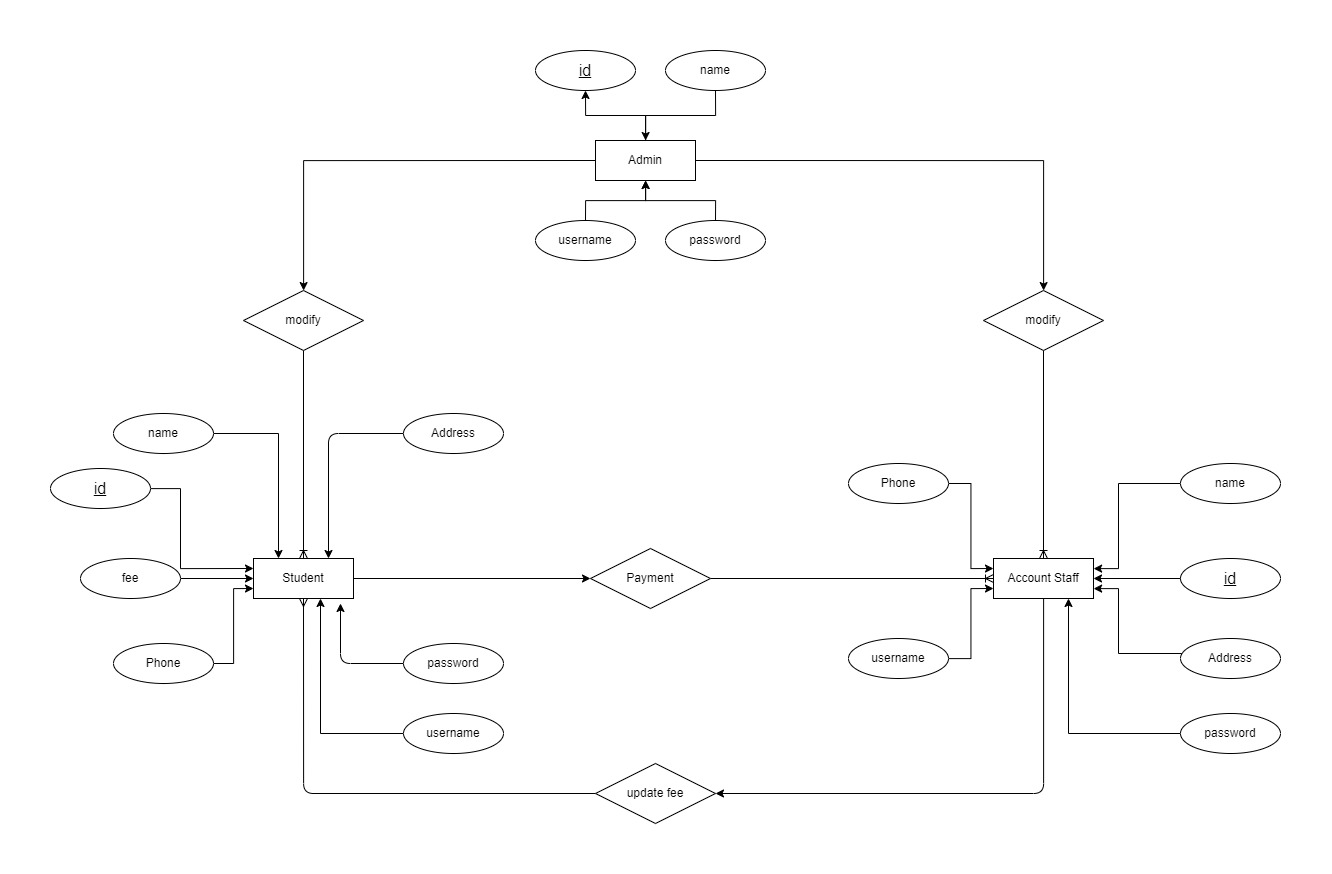 id
name
Admin
username
password
modify
modify
name
Address
id
Phone
name
fee
Student
Payment
Account Staff
id
Phone
password
username
Address
username
password
update fee